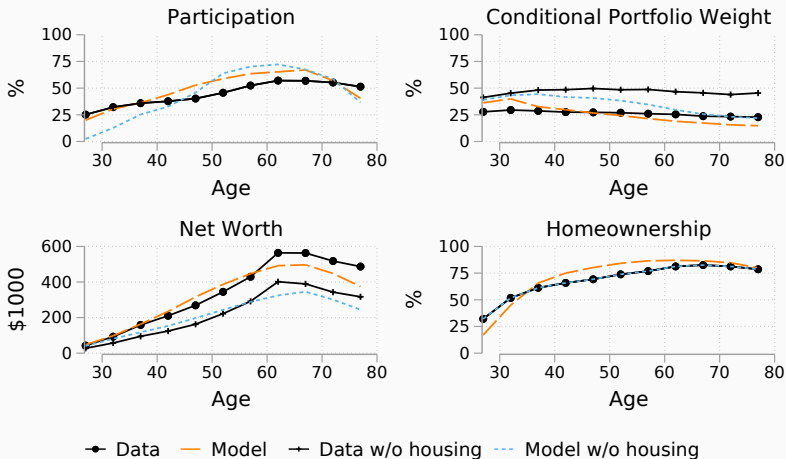 Participation
Conditional Portfolio Weight
100
75
50
25
0
%
30 40 50 60 70 80
Age
100
75
50
25
0
%
30 40 50 60 70 80
Age
Net Worth
Homeownership
600
400
200
0
$1000
30 40 50 60 70 80
Age
100
75
50
25
0
%
30 40 50 60 70 80
Age
Data Model Data w/o housing Model w/o housing